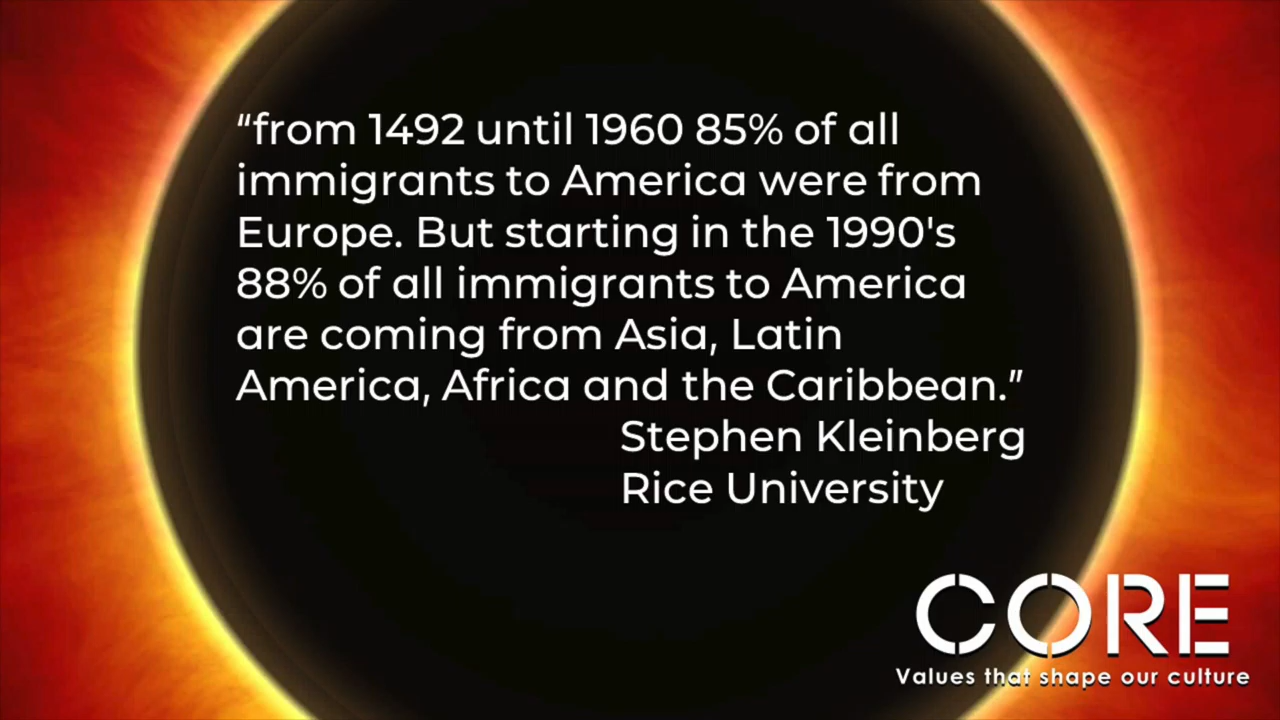 “from 1492 until 1960 85% of all
immigrants to America were from
Europe. But starting in the 1990's
88% of all immigrants to America
are coming from Asia, Latin
America, Africa and the Caribbean.”
Stephen Kleinberg
Rice University
CORE
Values that shape our culture